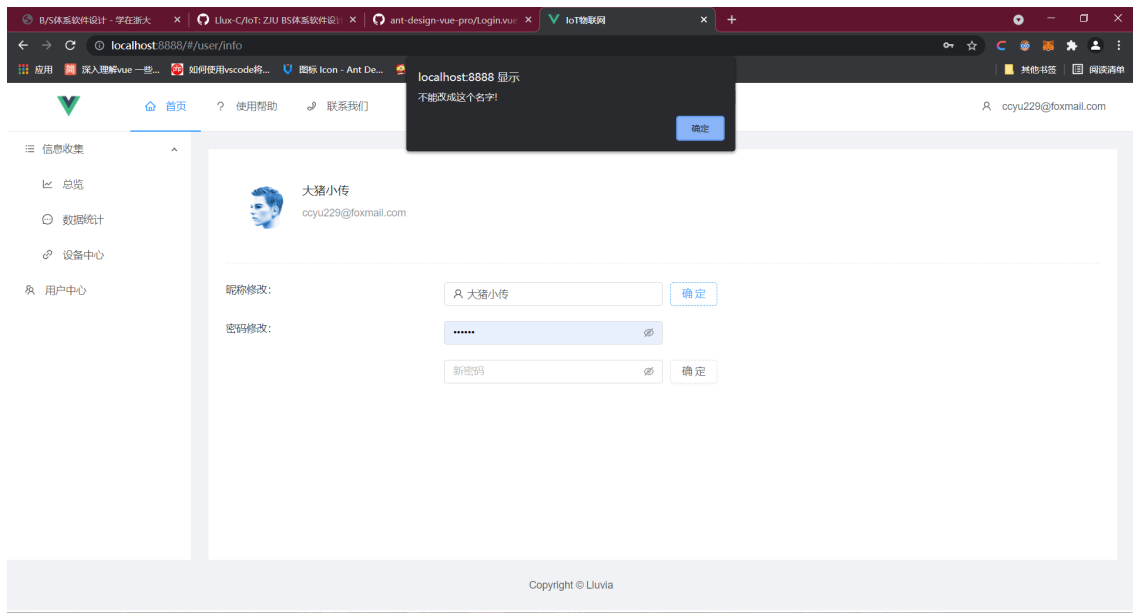 B/S体系软件设计 - 学在浙大
Llux-C/IoT: ZJU BS体系软件设计
ant-design-vue-pro/Login.vue
IoT物联网
localhost:8888/#/user/info
应用
深入理解vue 一些...
如何使用vscode将...
图标 Icon - Ant De...
其他书签
阅读清单
localhost:8888 显示
不能改成这个名字!
确定
首页
使用帮助
联系我们
ccyu229@foxmail.com
信息收集
总览
数据统计
设备中心
用户中心
大猪小传
ccyu229@foxmail.com
昵称修改:
大猪小传
确 定
密码修改:
••••••
新密码
确 定
Copyright © Lluvia